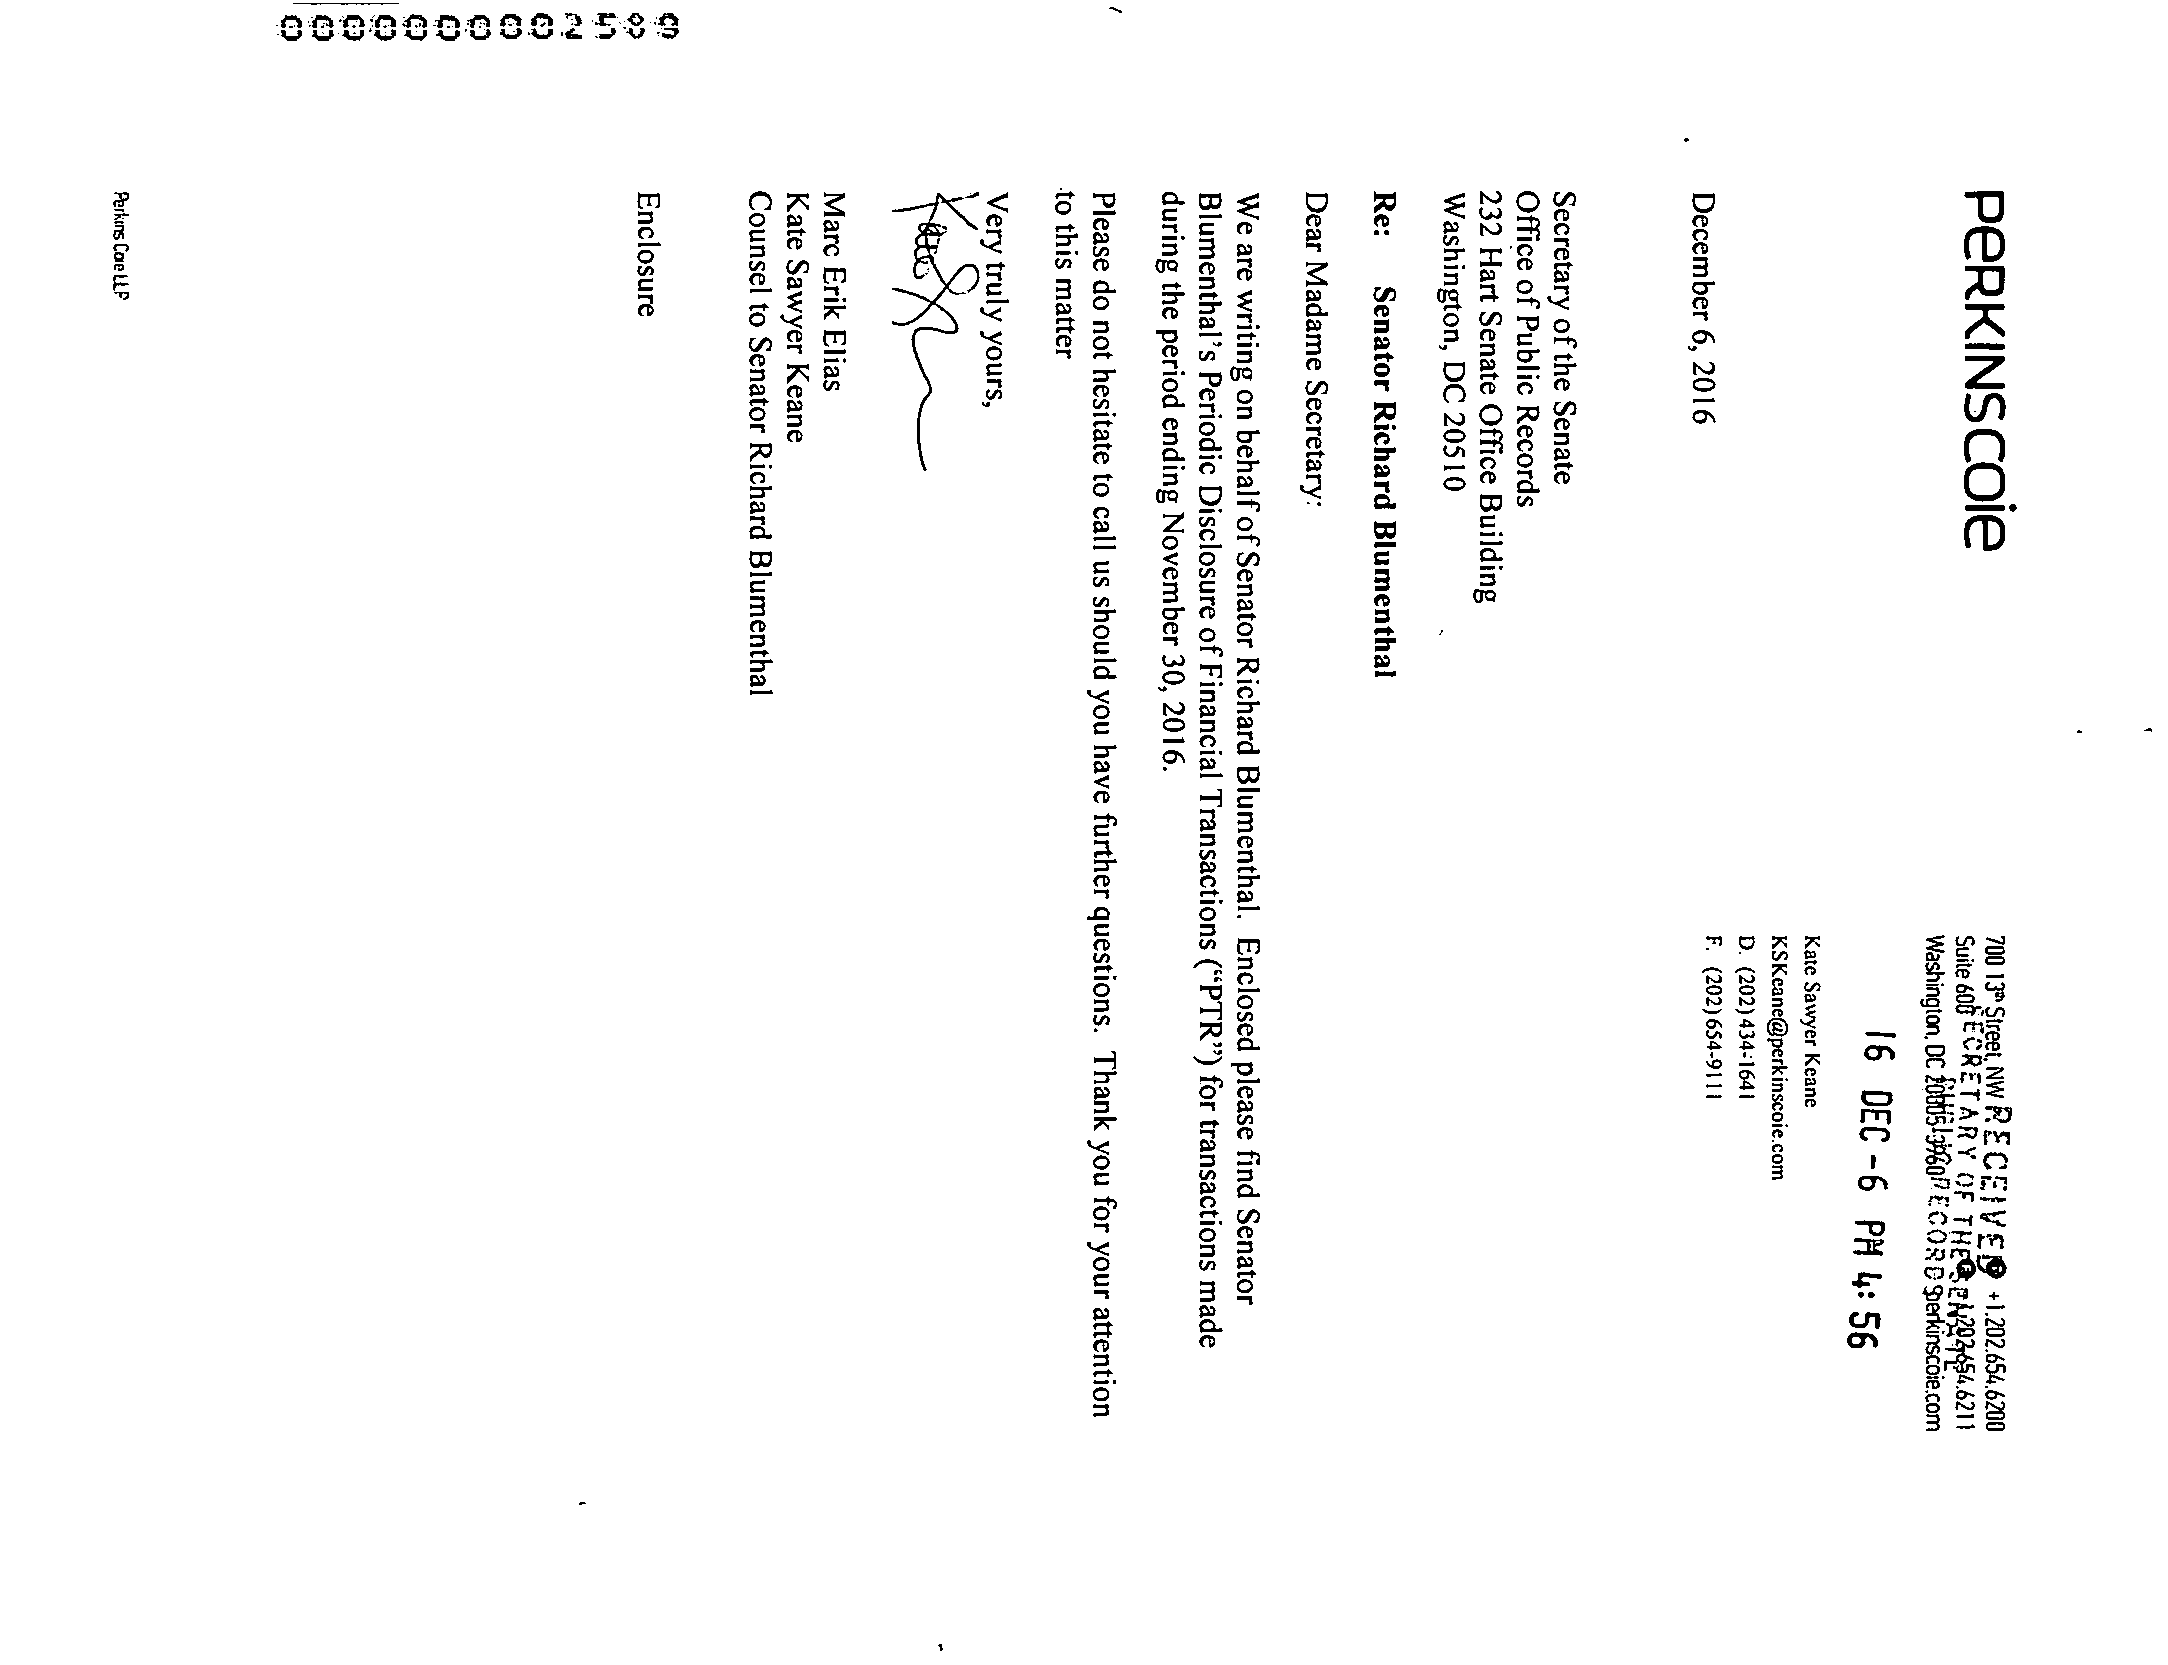 PERKINSCOIE
700 13th Street, NW
Suite 600
Washington, DC 20005-3960
+1.202.654.6200
+1.202.654.6211
perkinscoie.com
RECEIVED
SECRETARY OF THE SENATE
PUBLIC RECORDS
16 DEC -6 PM 4:56
Kate Sawyer Keane
KSKeane@perkinscoie.com
D. (202) 434-1641
F. (202) 654-9111
December 6, 2016
Secretary of the Senate
Office of Public Records
232 Hart Senate Office Building
Washington, DC 20510
Re: Senator Richard Blumenthal
Dear Madame Secretary:
We are writing on behalf of Senator Richard Blumenthal. Enclosed please find Senator
Blumenthal's Periodic Disclosure of Financial Transactions ("PTR") for transactions made
during the period ending November 30, 2016.
Please do not hesitate to call us should you have further questions. Thank you for your attention
to this matter
Very truly yours,
Marc Erik Elias
Kate Sawyer Keane
Counsel to Senator Richard Blumenthal
Enclosure
Perkins Coie LLP